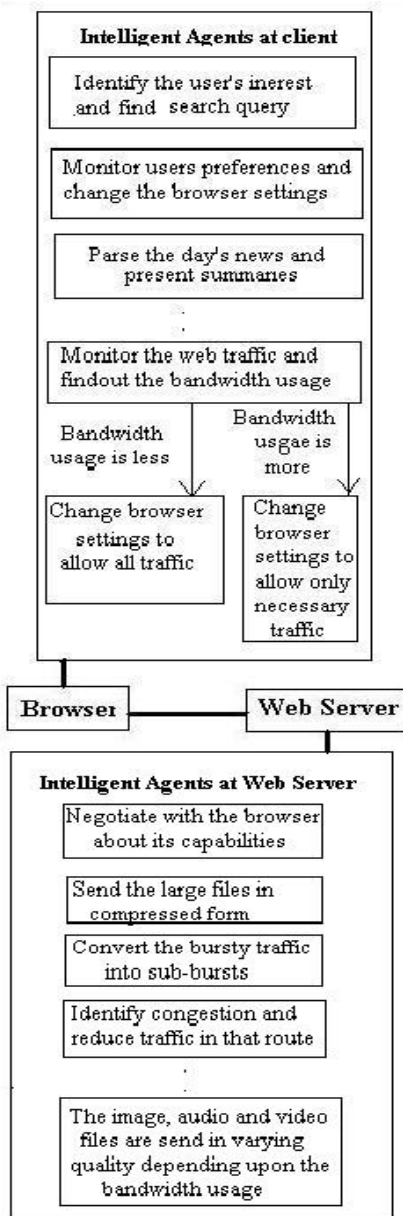 Intelligent Agents at client
Identify the user's inerest
and find search query
Monitor users preferences and
change the browser settings
Parse the day's news and
present summaries
Monitor the web traffic and
findout the bandwidth usage
Bandwidth
usage is less
Bandwidth
usgae is
more
Change browser
settings to
allow all traffic
Change
browser
settings to
allow only
necessary
traffic
Browser
Web Server
Intelligent Agents at Web Server
Negotiate with the browser
about its capabilities
Send the large files in
compressed form
Convert the bursty traffic
into sub-bursts
Identify congestion and
reduce traffic in that route
The image, audio and video
files are send in varying
quality depending upon the
bandwidth usage